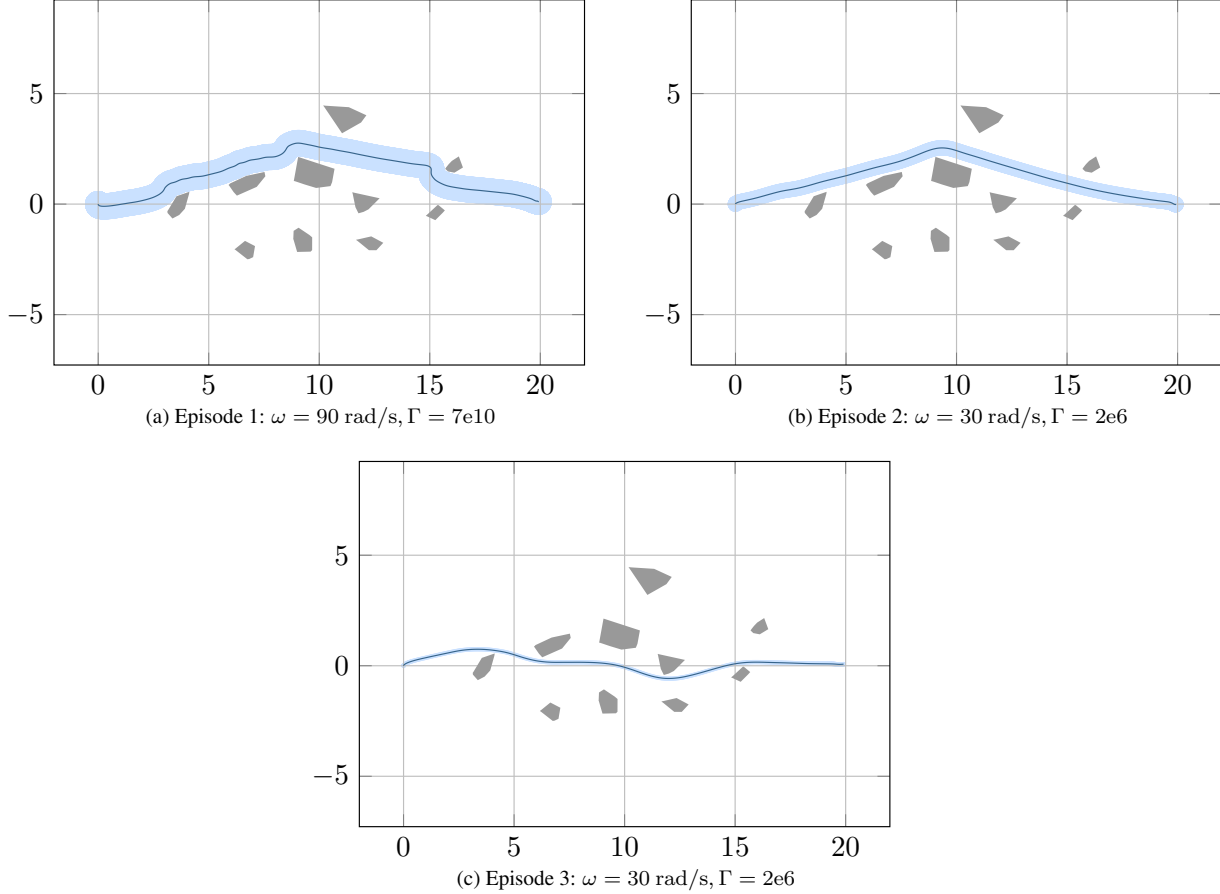 5
0
−5
0 5 10 15 20
(a) Episode 1: ω = 90 rad/s, Γ = 7e10
5
0
−5
0 5 10 15 20
(b) Episode 2: ω = 30 rad/s, Γ = 2e6
5
0
−5
0 5 10 15 20
(c) Episode 3: ω = 30 rad/s, Γ = 2e6